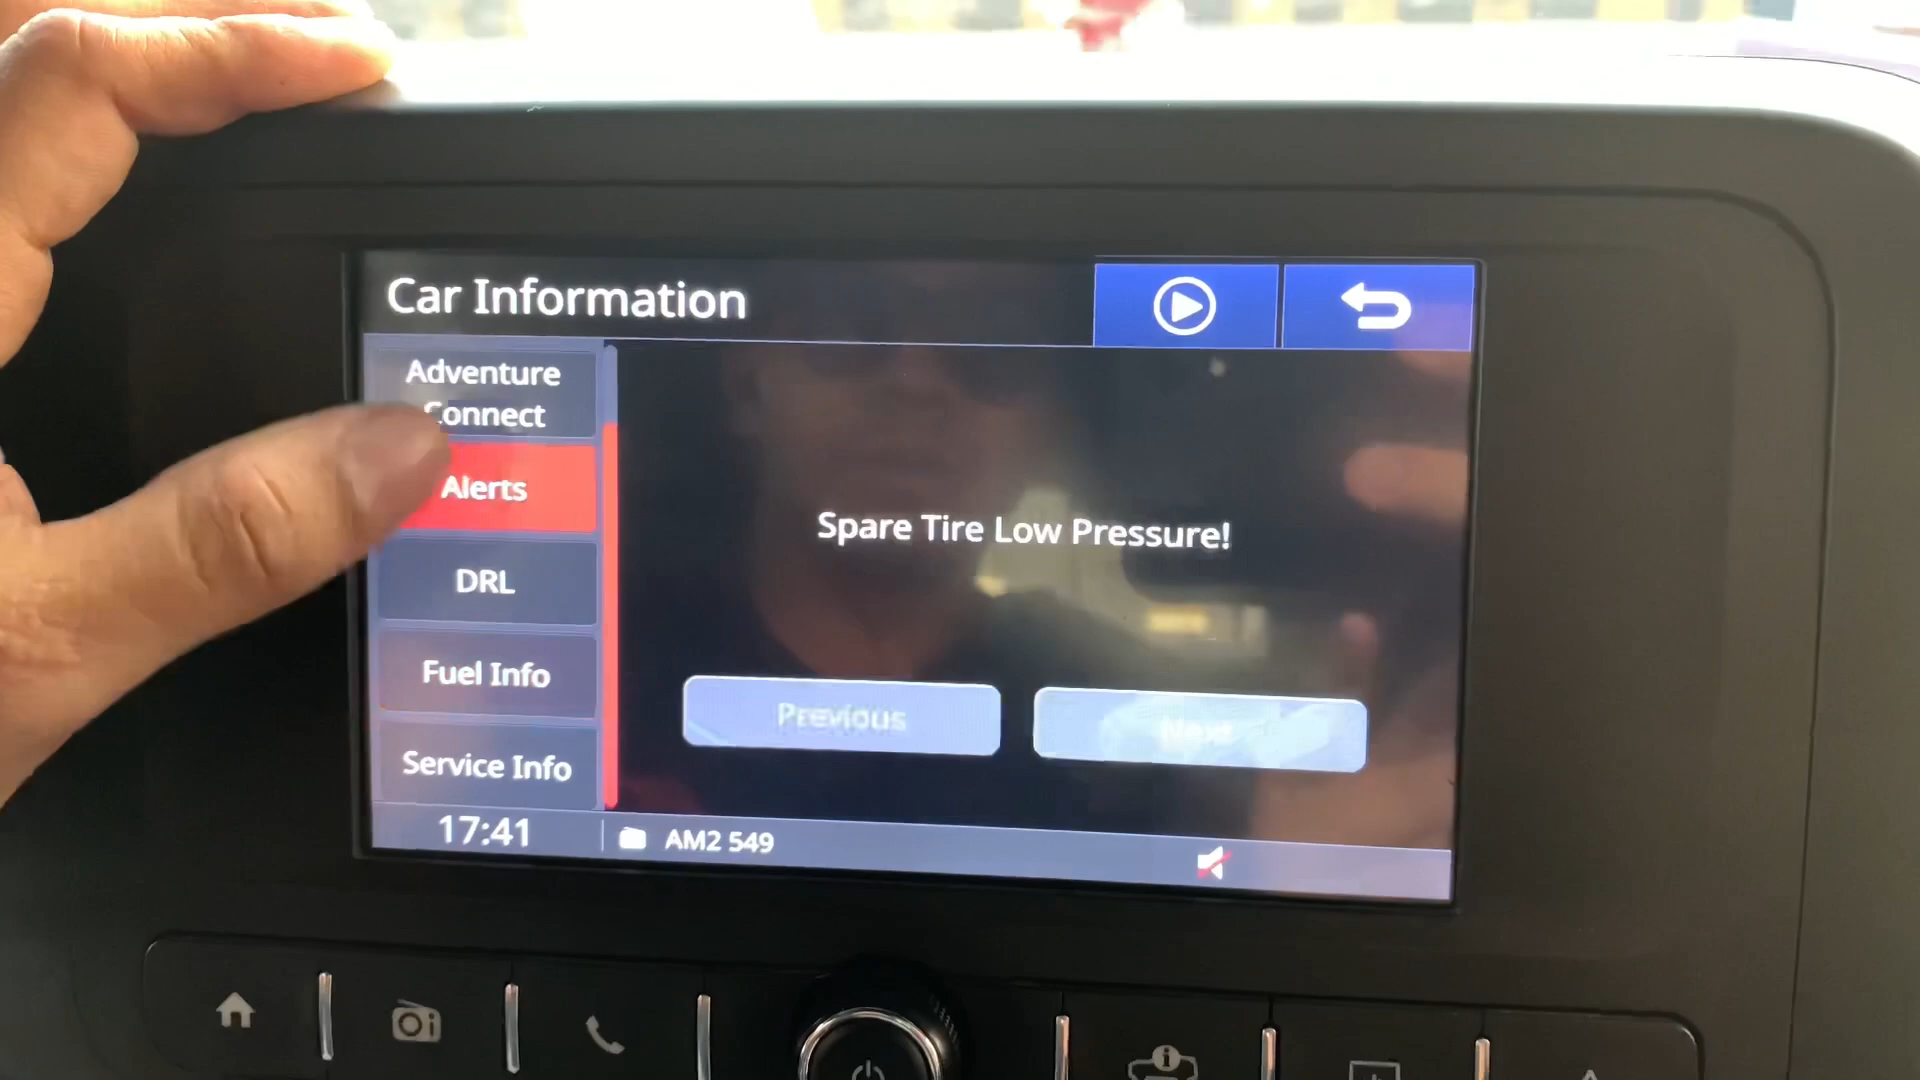 Car Information
Adventure
Connect
Alerts
DRL
Fuel Info
Service Info
Spare Tire Low Pressure!
Previous
Next
17:41
AM2 549